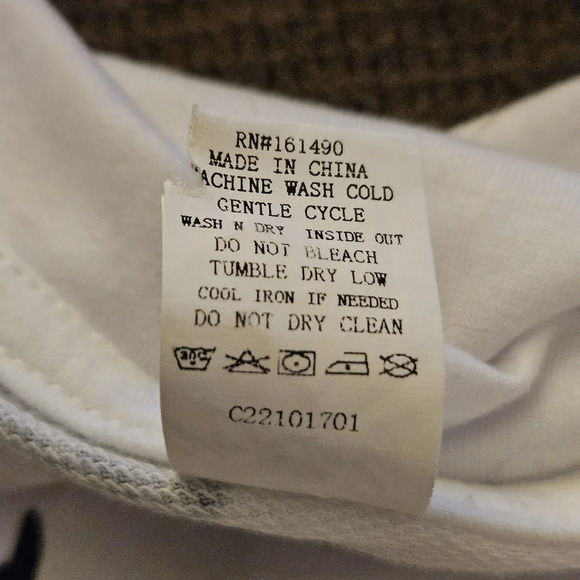 RN#161490
MADE IN CHINA
ACHINE WASH COLD
GENTLE CYCLE
WASH N DRY INSIDE OUT
DO NOT BLEACH
TUMBLE DRY LOW
COOL IRON IF NEEDED
DO NOT DRY CLEAN
30C
C22101701